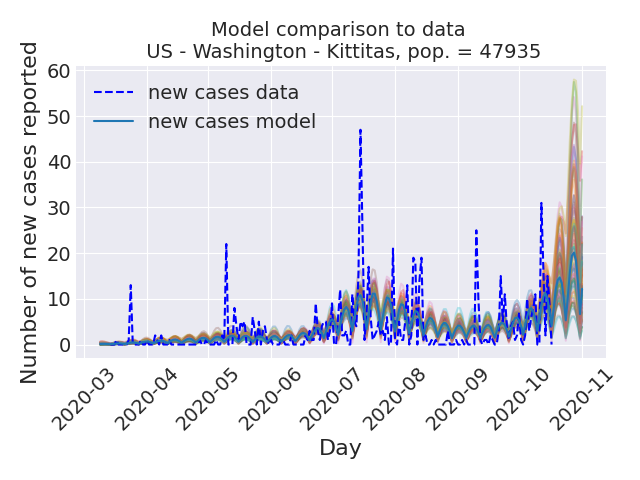 Model comparison to data
US - Washington - Kittitas, pop. = 47935
Number of new cases reported
60
50
40
30
20
10
0
new cases data
new cases model
2020-03
2020-04
2020-05
2020-06
2020-07
2020-08
2020-09
2020-10
2020-11
Day